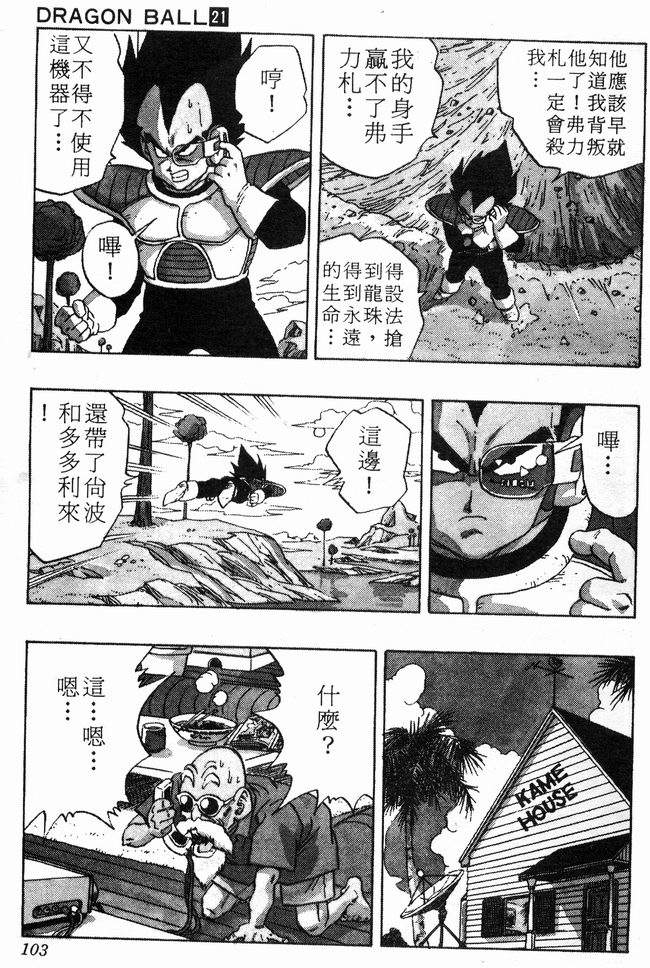 DRAGON BALL 21
他應該早就
知道我背叛
他了！弗力
札一定會殺
我…
我的身手
贏不了弗
力札…
得設法搶
到龍珠，
得到永遠
的生命…
哼！
又不得不使用
這機器了…
嗶！
嗶…
這邊！
還帶了尙波
和多多利來
！
KAME
HOUSE
什麼？
這…嗯…
嗯…
103